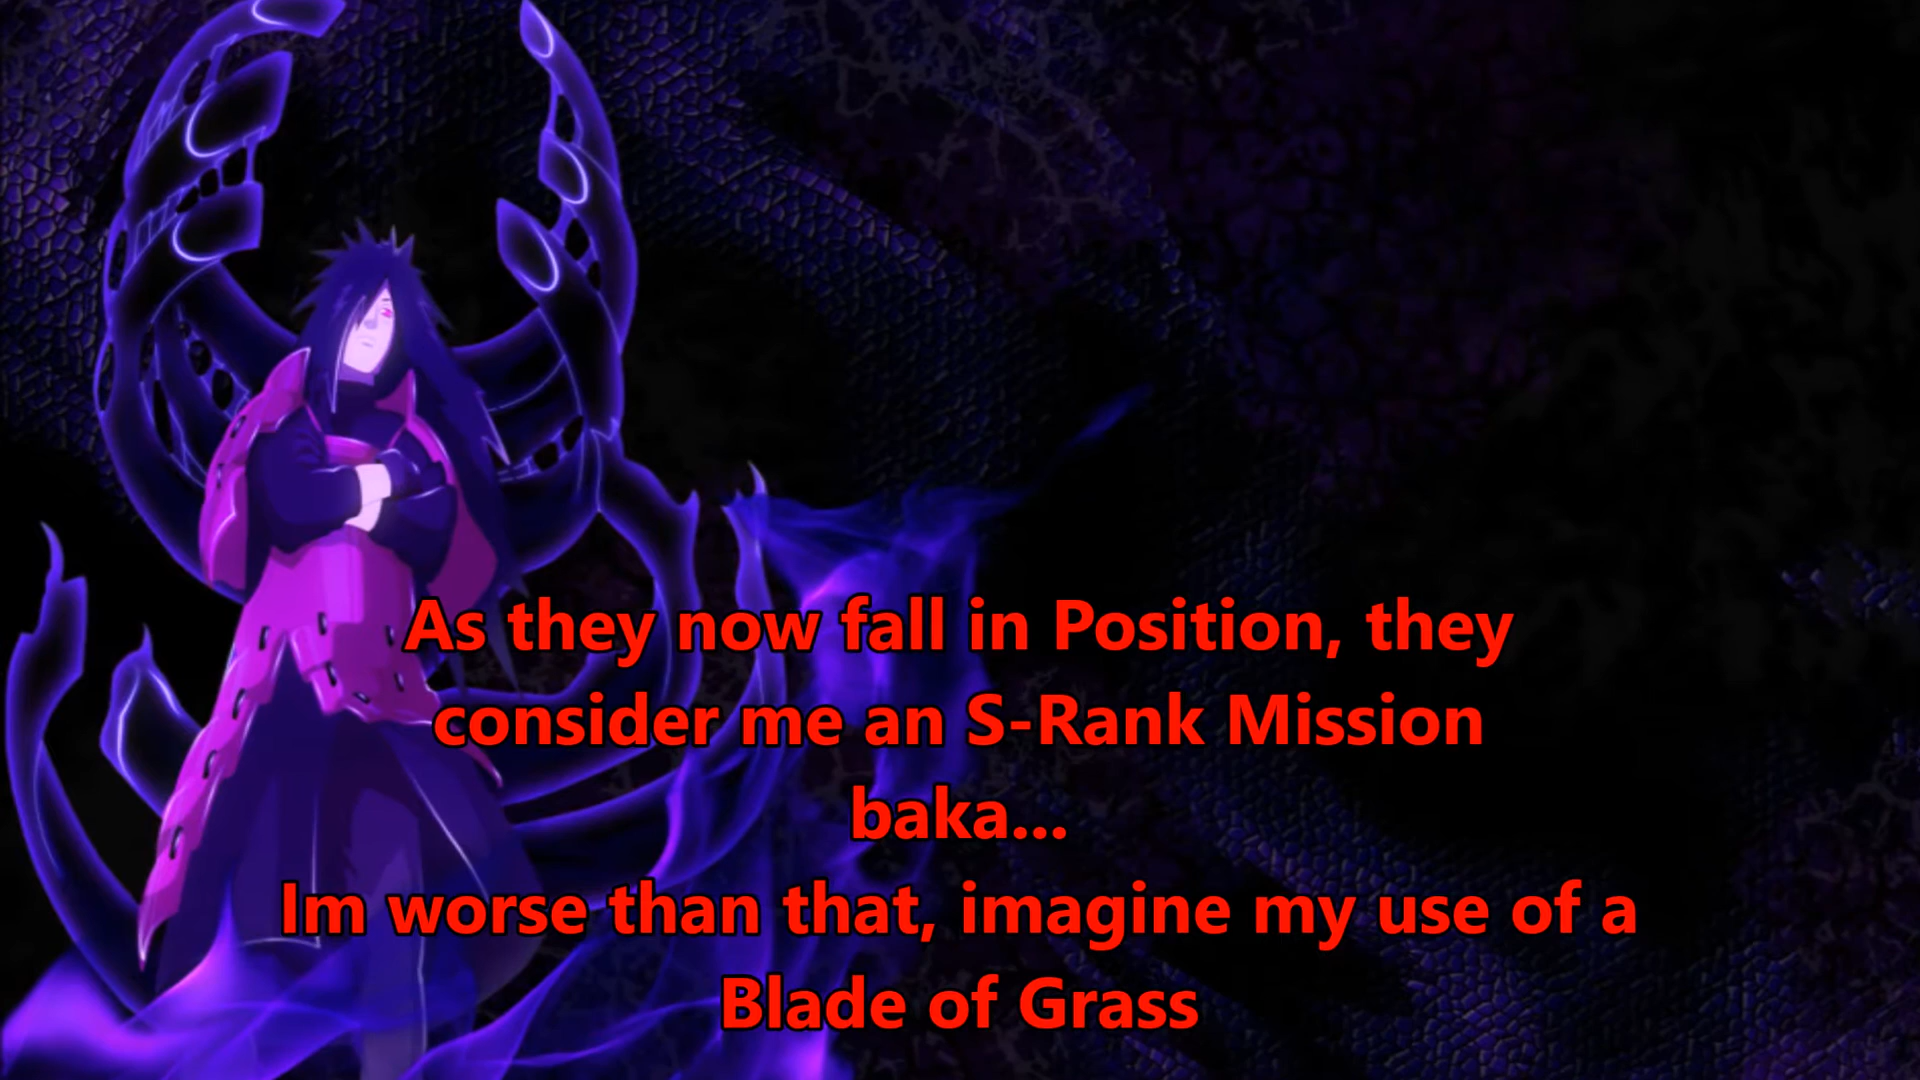 As they now fall in Position, they
consider me an S-Rank Mission
baka...
Im worse than that, imagine my use of a
Blade of Grass